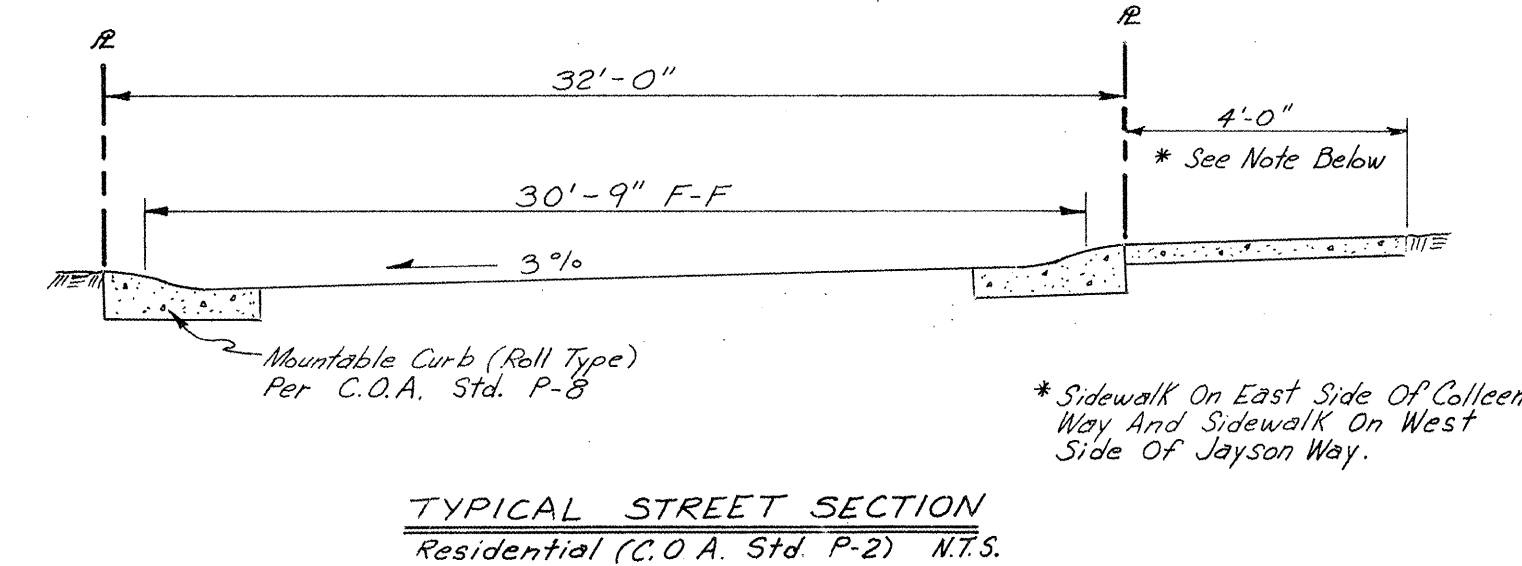 ℞ ℞
32'-0"
4'-0"
* See Note Below
30'-9" F-F
3%
Mountable Curb (Roll Type)
Per C.O.A. Std. P-8
* Sidewalk On East Side Of Colleen
Way And Sidewalk On West
Side Of Jayson Way.
TYPICAL STREET SECTION
Residential (C.O A. Std. P-2) N.T.S.